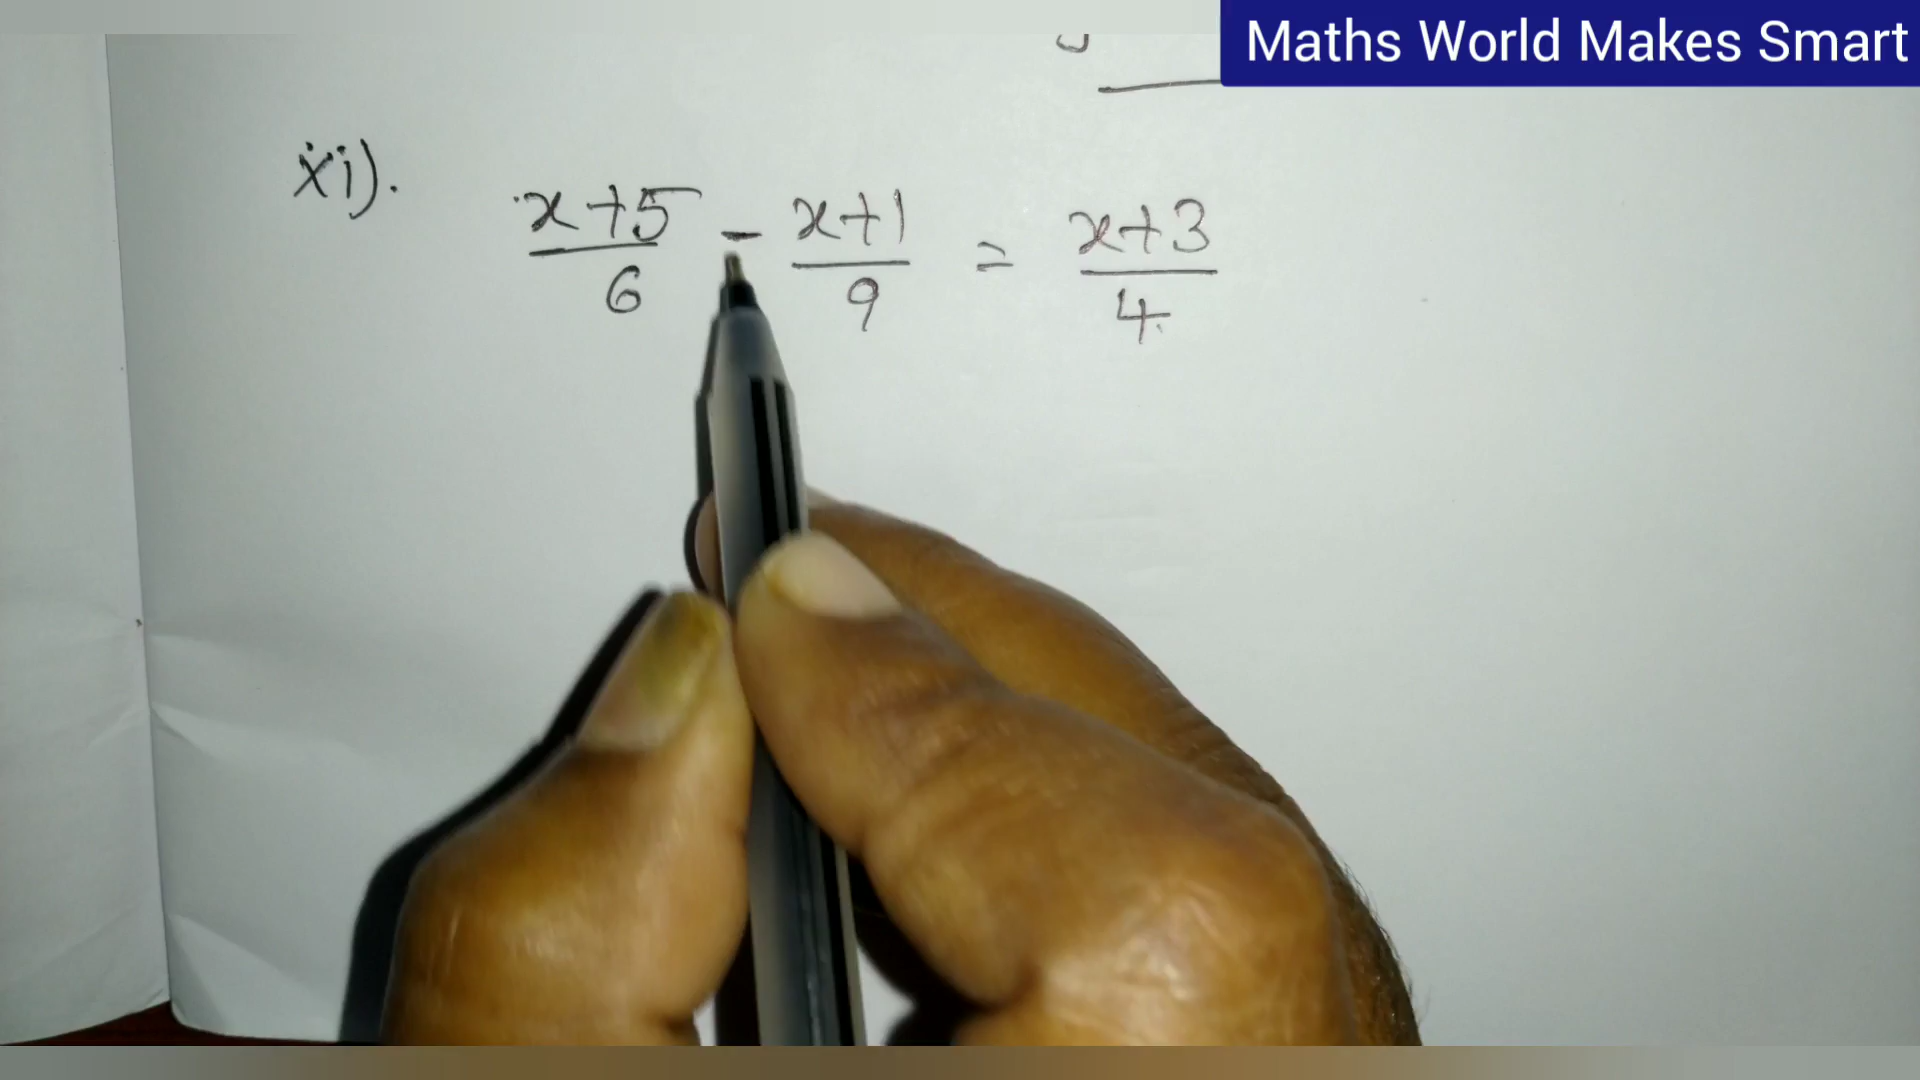 Maths World Makes Smart
xi). x+5/6 - x+1/9 = x+3/4